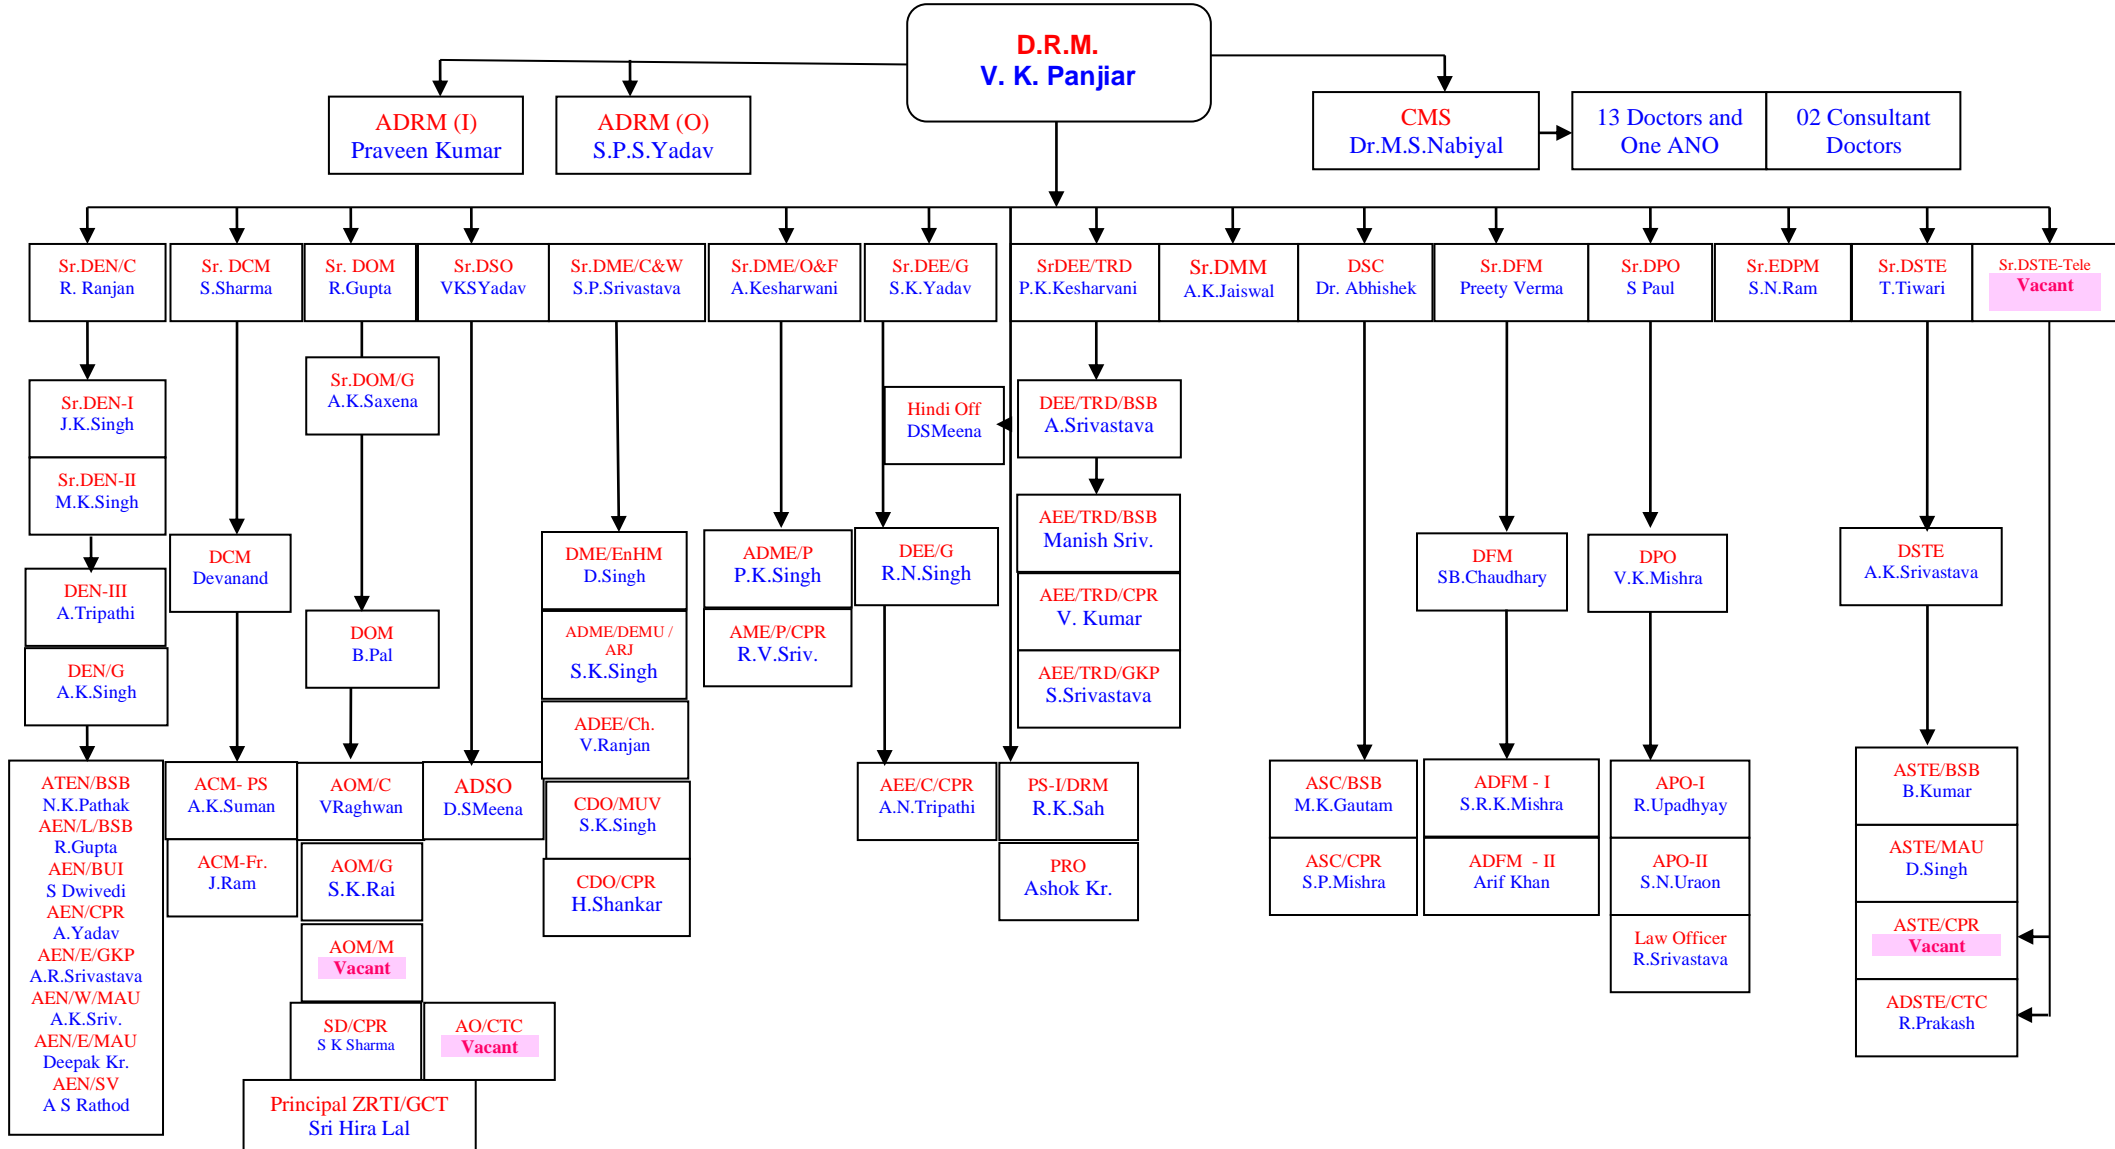 D.R.M.
V. K. Panjiar
ADRM (I)
Praveen Kumar
ADRM (O)
S.P.S.Yadav
CMS
Dr.M.S.Nabiyal
13 Doctors and
One ANO
02 Consultant
Doctors
Sr.DEN/C
R. Ranjan
Sr. DCM
S.Sharma
Sr. DOM
R.Gupta
Sr.DSO
VKSYadav
Sr.DME/C&W
S.P.Srivastava
Sr.DME/O&F
A.Kesharwani
Sr.DEE/G
S.K.Yadav
SrDEE/TRD
P.K.Kesharvani
Sr.DMM
A.K.Jaiswal
DSC
Dr. Abhishek
Sr.DFM
Preety Verma
Sr.DPO
S Paul
Sr.EDPM
S.N.Ram
Sr.DSTE
T.Tiwari
Sr.DSTE-Tele
Vacant
Sr.DEN-I
J.K.Singh
Sr.DEN-II
M.K.Singh
DEN-III
A.Tripathi
DEN/G
A.K.Singh
ATEN/BSB
N.K.Pathak
AEN/L/BSB
R.Gupta
AEN/BUI
S Dwivedi
AEN/CPR
A.Yadav
AEN/E/GKP
A.R.Srivastava
AEN/W/MAU
A.K.Sriv.
AEN/E/MAU
Deepak Kr.
AEN/SV
A S Rathod
DCM
Devanand
ACM- PS
A.K.Suman
ACM-Fr.
J.Ram
Sr.DOM/G
A.K.Saxena
DOM
B.Pal
AOM/C
VRaghwan
AOM/G
S.K.Rai
AOM/M
Vacant
SD/CPR
S K Sharma
AO/CTC
Vacant
Principal ZRTI/GCT
Sri Hira Lal
ADSO
D.SMeena
DME/EnHM
D.Singh
ADME/DEMU /
ARJ
S.K.Singh
ADEE/Ch.
V.Ranjan
CDO/MUV
S.K.Singh
CDO/CPR
H.Shankar
ADME/P
P.K.Singh
AME/P/CPR
R.V.Sriv.
Hindi Off
DSMeena
DEE/G
R.N.Singh
AEE/C/CPR
A.N.Tripathi
PS-I/DRM
R.K.Sah
PRO
Ashok Kr.
DEE/TRD/BSB
A.Srivastava
AEE/TRD/BSB
Manish Sriv.
AEE/TRD/CPR
V. Kumar
AEE/TRD/GKP
S.Srivastava
ASC/BSB
M.K.Gautam
ASC/CPR
S.P.Mishra
DFM
SB.Chaudhary
ADFM - I
S.R.K.Mishra
ADFM  - II
Arif Khan
DPO
V.K.Mishra
APO-I
R.Upadhyay
APO-II
S.N.Uraon
Law Officer
R.Srivastava
DSTE
A.K.Srivastava
ASTE/BSB
B.Kumar
ASTE/MAU
D.Singh
ASTE/CPR
Vacant
ADSTE/CTC
R.Prakash